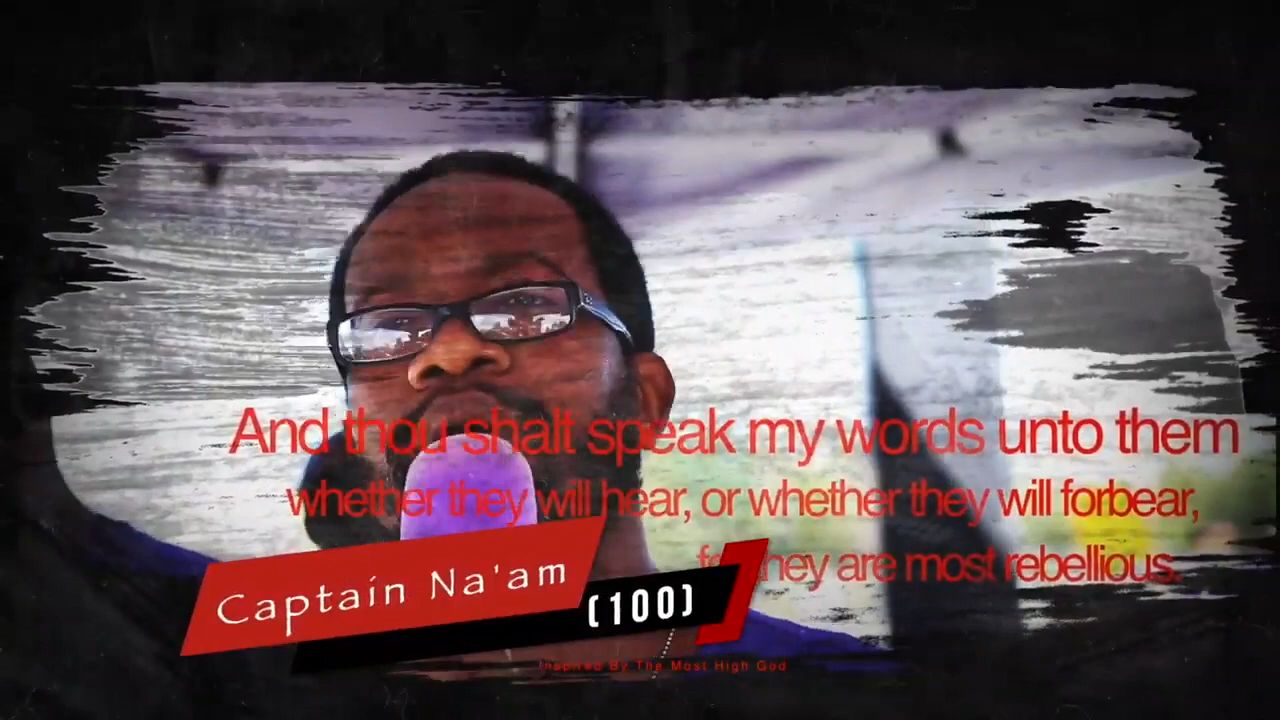 And thou shalt speak my words unto them
whether they will hear, or whether they will forbear,
they are most rebellious.
Captain Na'am
(100)
Inspired By The Most High God